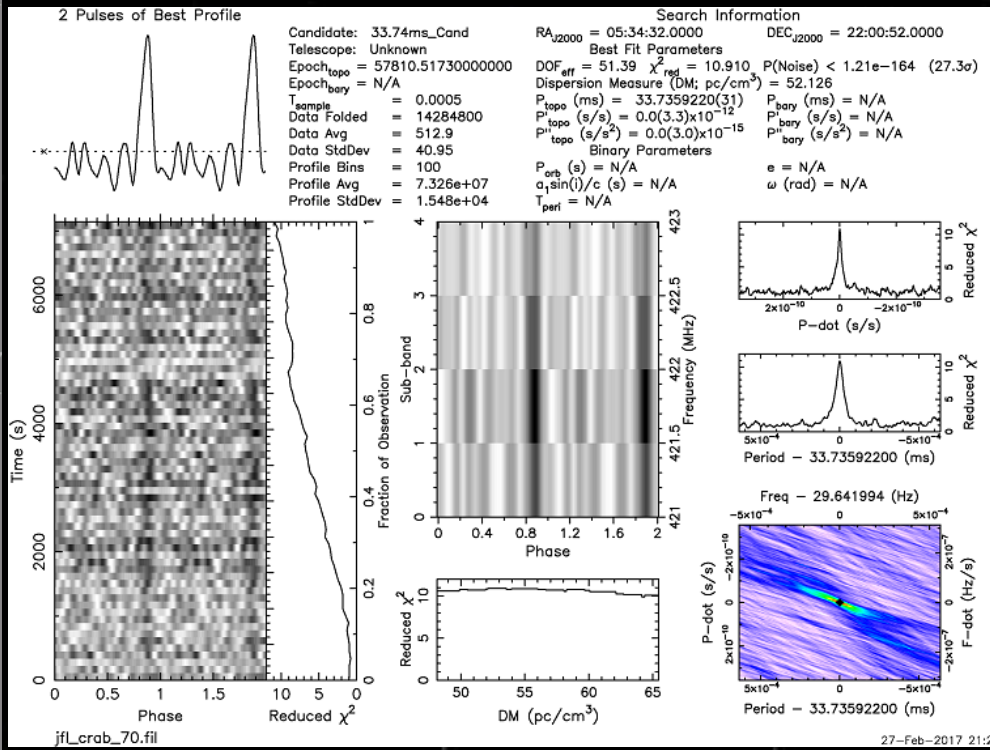 2 Pulses of Best Profile
Search Information
Candidate: 33.74ms_Cand
Telescope: Unknown
Epoch_topo = 57810.51730000000
Epoch_bary = N/A
T_sample = 0.0005
Data Folded = 14284800
Data Avg = 512.9
Data StdDev = 40.95
Profile Bins = 100
Profile Avg = 7.326e+07
Profile StdDev = 1.548e+04
RA_J2000 = 05:34:32.0000 DEC_J2000 = 22:00:52.0000
Best Fit Parameters
DOF_eff = 51.39 χ²_red = 10.910 P(Noise) < 1.21e−164 (27.3σ)
Dispersion Measure (DM; pc/cm³) = 52.126
P_topo (ms) = 33.7359220(31) P_bary (ms) = N/A
P'_topo (s/s) = 0.0(3.3)x10⁻¹² P'_bary (s/s) = N/A
P''_topo (s/s²) = 0.0(3.0)x10⁻¹⁵ P''_bary (s/s²) = N/A
Binary Parameters
P_orb (s) = N/A e = N/A
a₁sin(i)/c (s) = N/A ω (rad) = N/A
T_peri = N/A
Time (s)
0 2000 4000 6000
0 0.5 1 1.5
Phase
10 5 0
Reduced χ²
0 0.2 0.4 0.6 0.8 1
Fraction of Observation
Sub−band
0 1 2 3 4
0 0.4 0.8 1.2 1.6 2
Phase
421 421.5 422 422.5 423
Frequency (MHz)
Reduced χ²
0 5 10
50 55 60 65
DM (pc/cm³)
0 5 10
Reduced χ²
2×10⁻¹⁰ 0 −2×10⁻¹⁰
P−dot (s/s)
0 5 10
Reduced χ²
5×10⁻⁴ 0 −5×10⁻⁴
Period − 33.73592200 (ms)
Freq − 29.641994 (Hz)
−5×10⁻⁴ 0 5×10⁻⁴
P−dot (s/s)
2×10⁻¹⁰ 0 −2×10⁻¹⁰
F−dot (Hz/s)
−2×10⁻⁷ 0 2×10⁻⁷
5×10⁻⁴ 0 −5×10⁻⁴
Period − 33.73592200 (ms)
jfl_crab_70.fil
27−Feb−2017 21:2